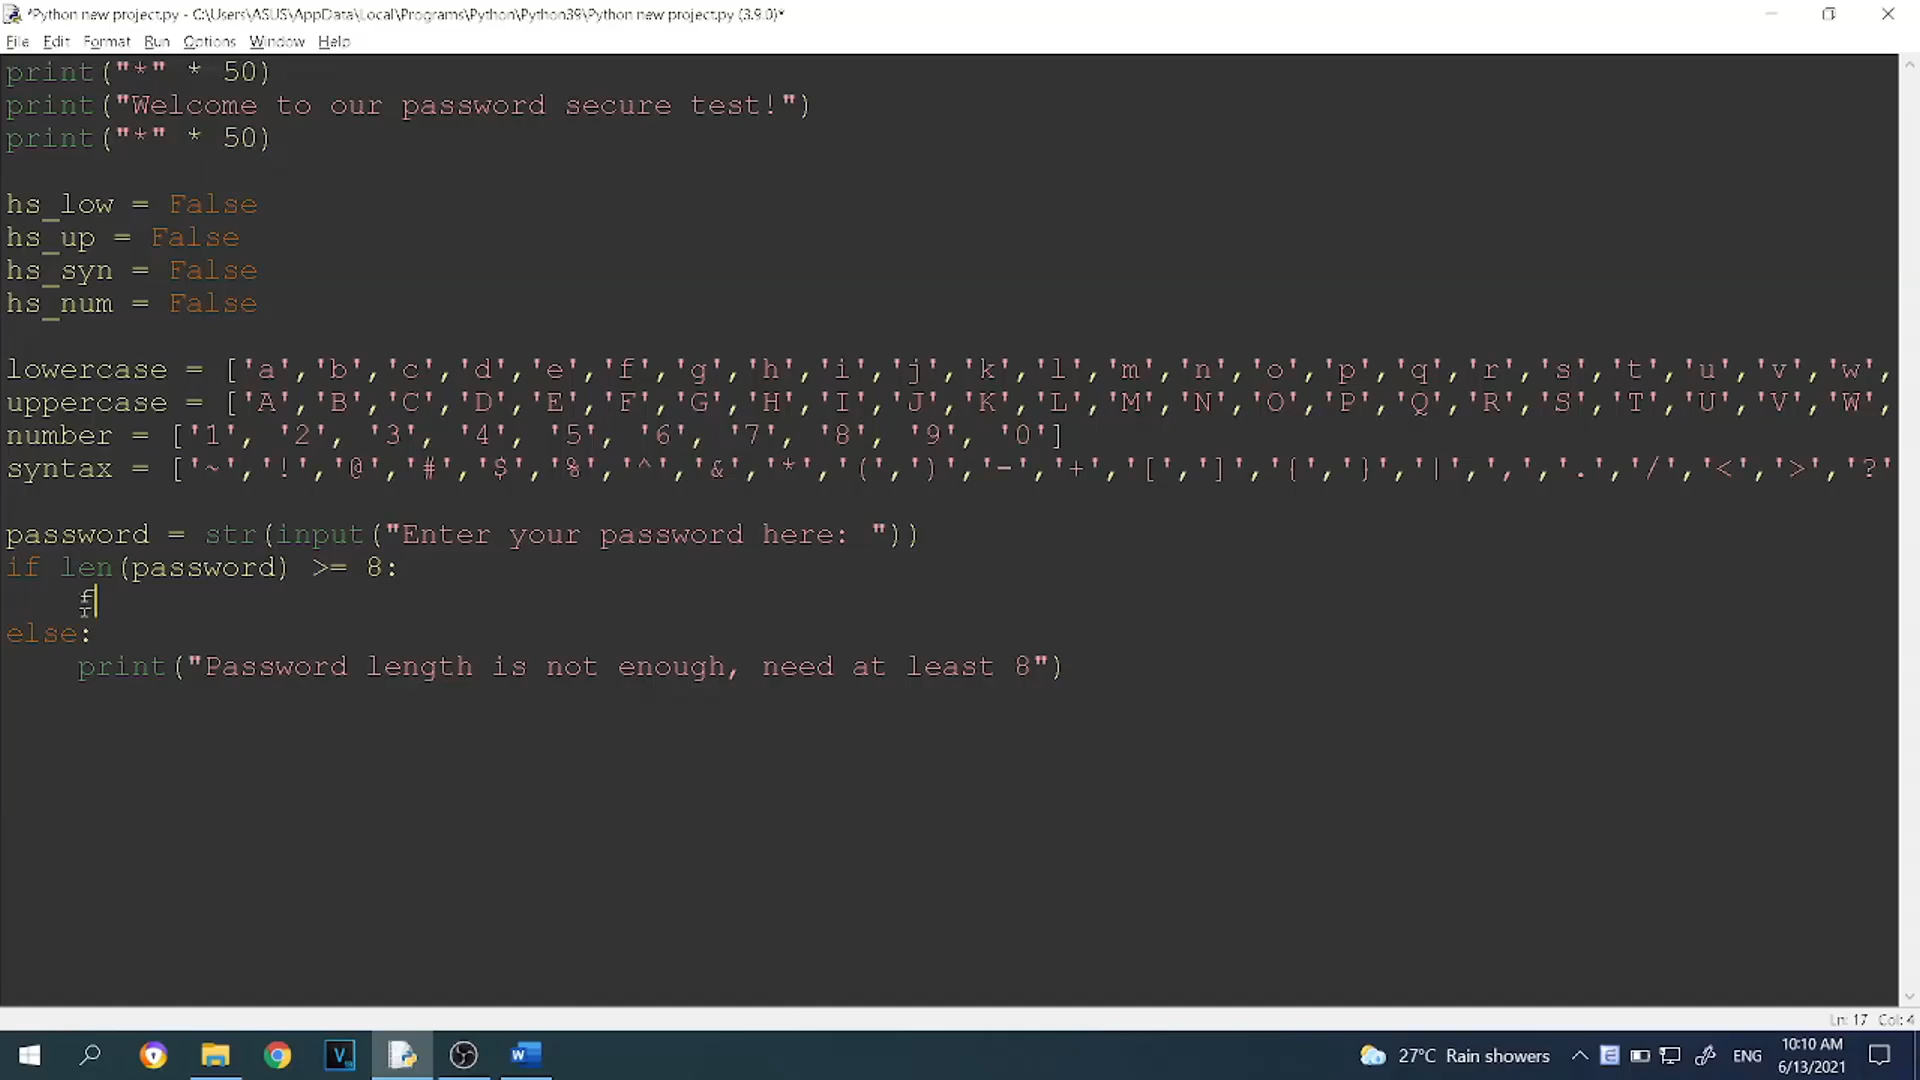 *Python new project.py - C:\Users\ASUS\AppData\Local\Programs\Python\Python39\Python new project.py (3.9.0)*
File Edit Format Run Options Window Help
print("*" * 50)
print("Welcome to our password secure test!")
print("*" * 50)
hs_low = False
hs_up = False
hs_syn = False
hs_num = False
lowercase = ['a','b','c','d','e','f','g','h','i','j','k','l','m','n','o','p','q','r','s','t','u','v','w',
uppercase = ['A','B','C','D','E','F','G','H','I','J','K','L','M','N','O','P','Q','R','S','T','U','V','W',
number = ['1', '2', '3', '4', '5', '6', '7', '8', '9', '0']
syntax = ['~','!','@','#','$','%','^','&','*','(',')','-','+','[',']','{','}','|',',','.','/','<','>','?'
password = str(input("Enter your password here: "))
if len(password) >= 8:
f
else:
print("Password length is not enough, need at least 8")
Ln: 17 Col: 4
27°C Rain showers
ENG
10:10 AM
6/13/2021